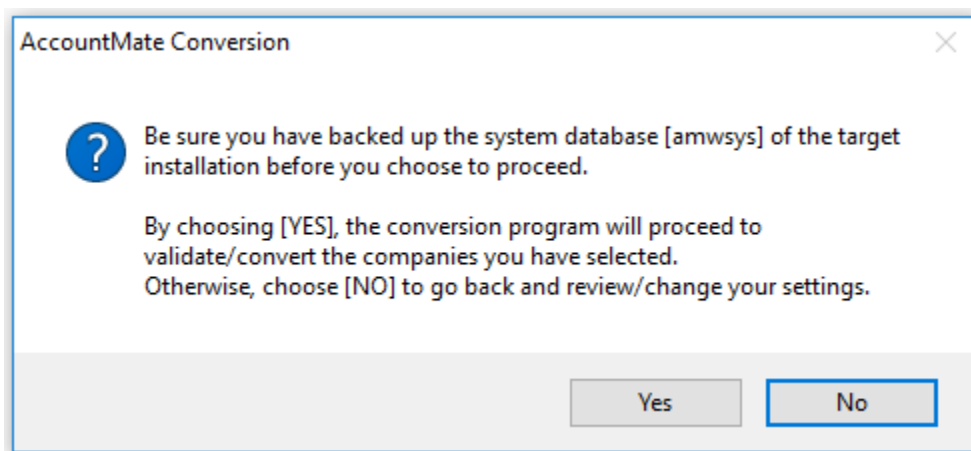 AccountMate Conversion
Be sure you have backed up the system database [amwsys] of the target
installation before you choose to proceed.
By choosing [YES], the conversion program will proceed to
validate/convert the companies you have selected.
Otherwise, choose [NO] to go back and review/change your settings.
Yes
No